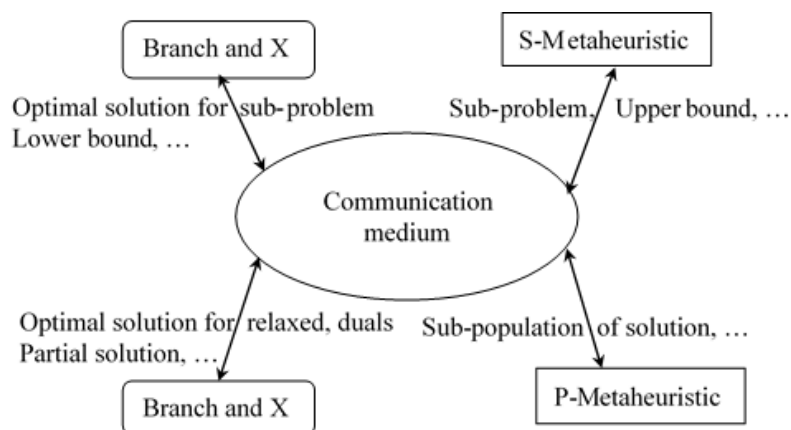 Branch and X
S-Metaheuristic
Optimal solution for sub-problem
Lower bound, …
Sub-problem, Upper bound, …
Communication
medium
Optimal solution for relaxed, duals
Partial solution, …
Sub-population of solution, …
Branch and X
P-Metaheuristic